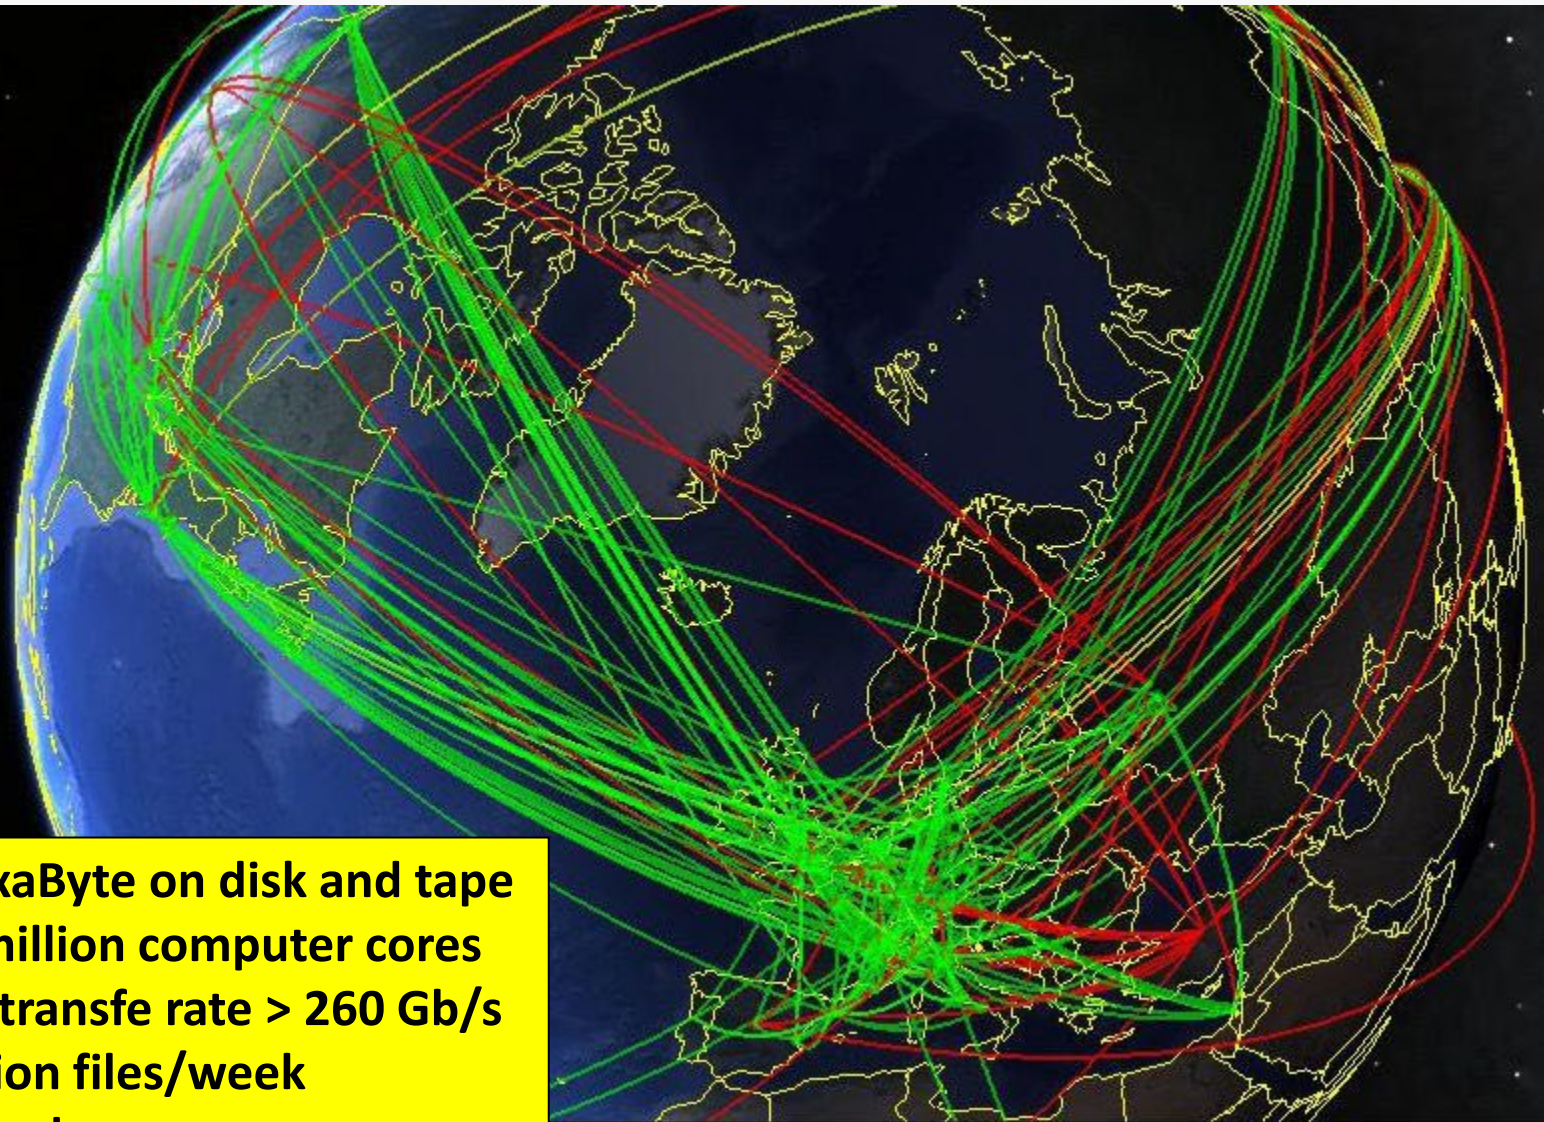 xaByte on disk and tape
million computer cores
transfe rate > 260 Gb/s
ion files/week